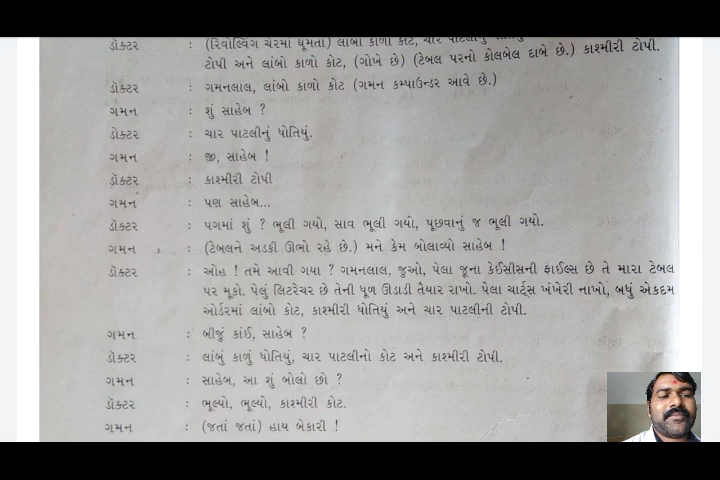 ડૉક્ટર : (રિવોલ્વિંગ ચેરમાં ઘૂમતા) લાંબો કાળો કોટ, ચાર પાટલીનું
ટોપી અને લાંબો કાળો કોટ, (ગોખે છે) (ટેબલ પરનો કોલબેલ દાબે છે.) કાશ્મીરી ટોપી.
ડૉક્ટર : ગમનલાલ, લાંબો કાળો કોટ (ગમન કમ્પાઉન્ડર આવે છે.)
ગમન : શું સાહેબ ?
ડૉક્ટર : ચાર પાટલીનું ધોતિયું.
ગમન : જી, સાહેબ !
ડૉક્ટર : કાશ્મીરી ટોપી
ગમન : પણ સાહેબ...
ડૉક્ટર : પગમાં શું ? ભૂલી ગયો, સાવ ભૂલી ગયો, પૂછવાનું જ ભૂલી ગયો.
ગમન : (ટેબલને અડકી ઊભો રહે છે.) મને કેમ બોલાવ્યો સાહેબ !
ડૉક્ટર : ઓહ ! તમે આવી ગયા ? ગમનલાલ, જુઓ, પેલા જૂના કેઈસીસની ફાઈલ્સ છે તે મારા ટેબલ
પર મૂકો. પેલું લિટરેચર છે તેની ધૂળ ઊડાડી તૈયાર રાખો. પેલા ચાર્ટ્સ ખંખેરી નાખો, બધું એકદમ
ઓર્ડરમાં લાંબો કોટ, કાશ્મીરી ધોતિયું અને ચાર પાટલીની ટોપી.
ગમન : બીજું કાંઈ, સાહેબ ?
ડૉક્ટર : લાંબું કાળું ધોતિયું, ચાર પાટલીનો કોટ અને કાશ્મીરી ટોપી.
ગમન : સાહેબ, આ શું બોલો છો ?
ડૉક્ટર : ભૂલ્યો, ભૂલ્યો, કાશ્મીરી કોટ.
ગમન : (જતાં જતાં) હાય બેકારી !